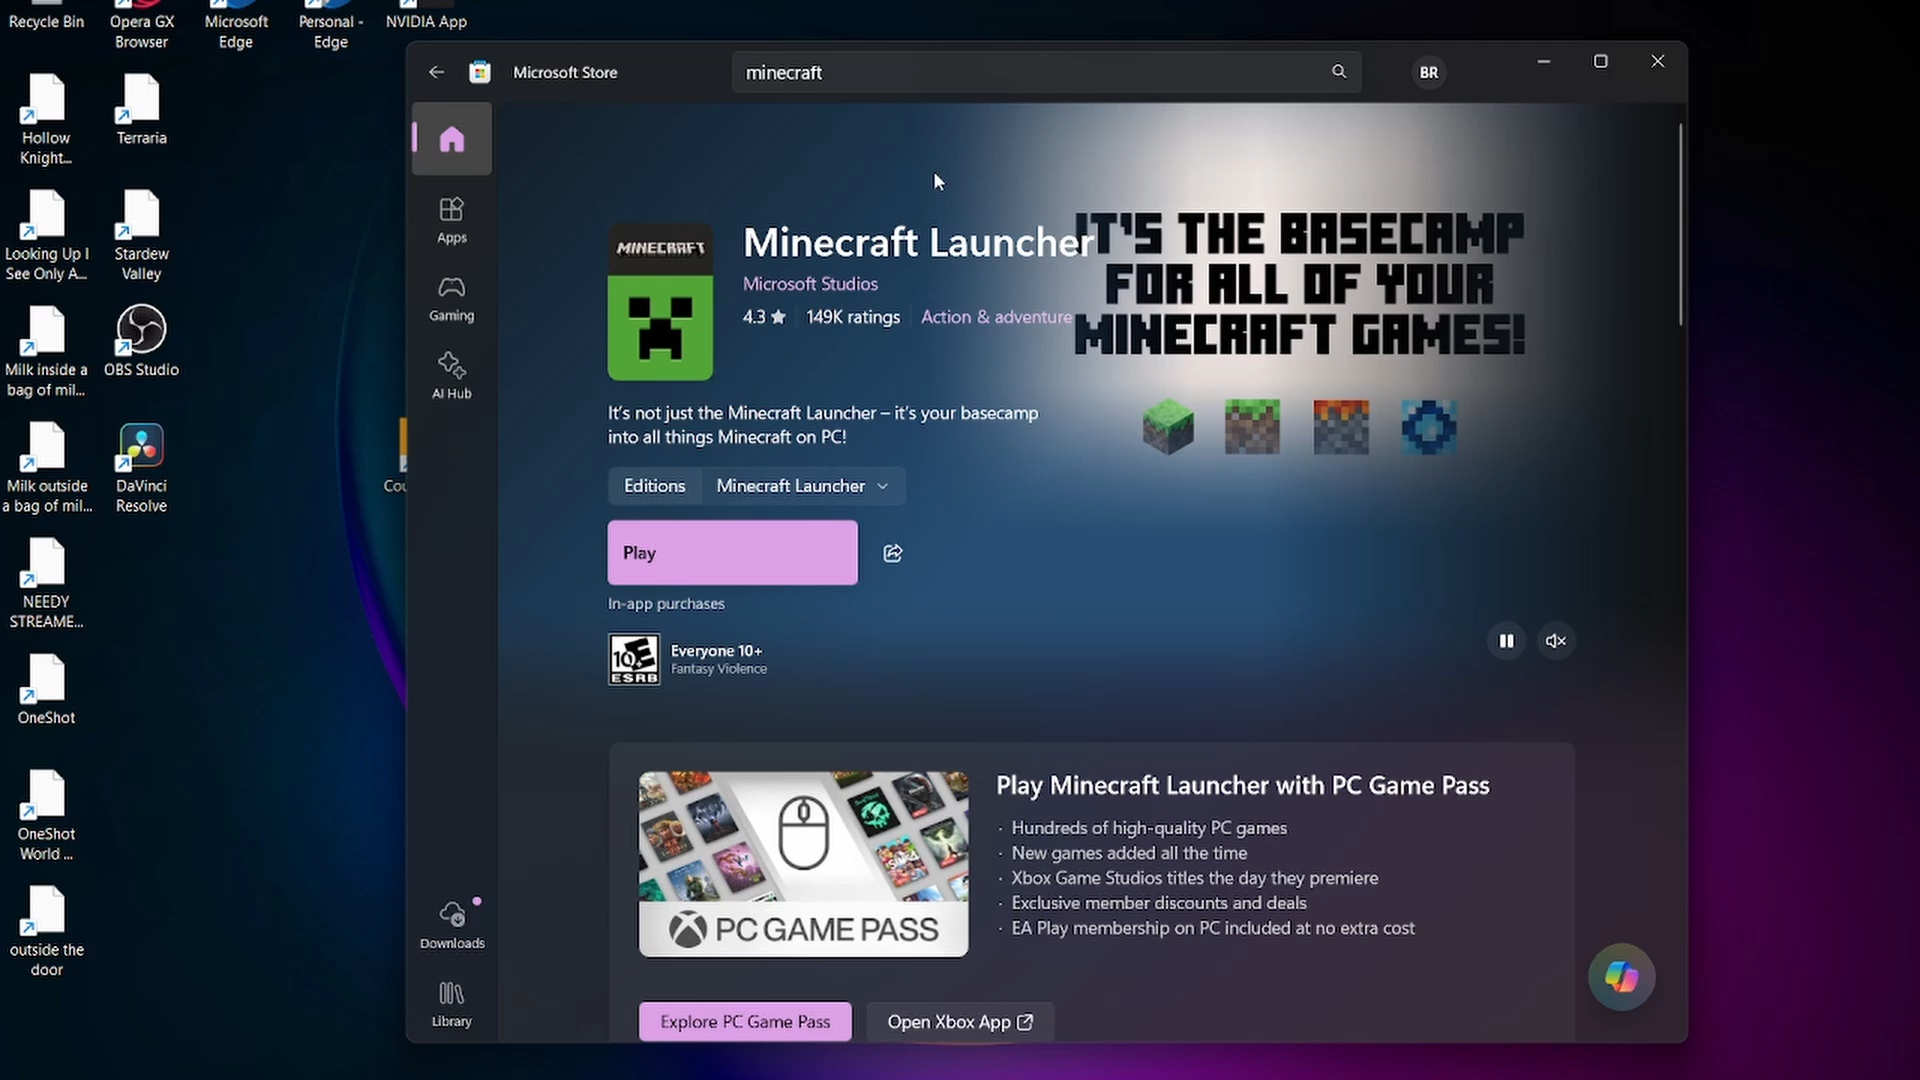 Recycle Bin
Opera GX
Browser
Microsoft
Edge
Personal -
Edge
NVIDIA App
Hollow
Knight...
Terraria
Looking Up I
See Only A...
Stardew
Valley
Milk inside a
bag of mil...
OBS Studio
Milk outside
a bag of mil...
DaVinci
Resolve
Cou
NEEDY
STREAME...
OneShot
OneShot
World ...
outside the
door
Microsoft Store
minecraft
BR
Apps
Gaming
AI Hub
Downloads
Library
MINECRAFT
Minecraft Launcher
Microsoft Studios
4.3
149K ratings
Action & adventure
IT'S THE BASECAMP
FOR ALL OF YOUR
MINECRAFT GAMES!
It's not just the Minecraft Launcher – it's your basecamp
into all things Minecraft on PC!
Editions
Minecraft Launcher
Play
In-app purchases
10+
ESRB
Everyone 10+
Fantasy Violence
PC GAME PASS
Play Minecraft Launcher with PC Game Pass
· Hundreds of high-quality PC games
· New games added all the time
· Xbox Game Studios titles the day they premiere
· Exclusive member discounts and deals
· EA Play membership on PC included at no extra cost
Explore PC Game Pass
Open Xbox App